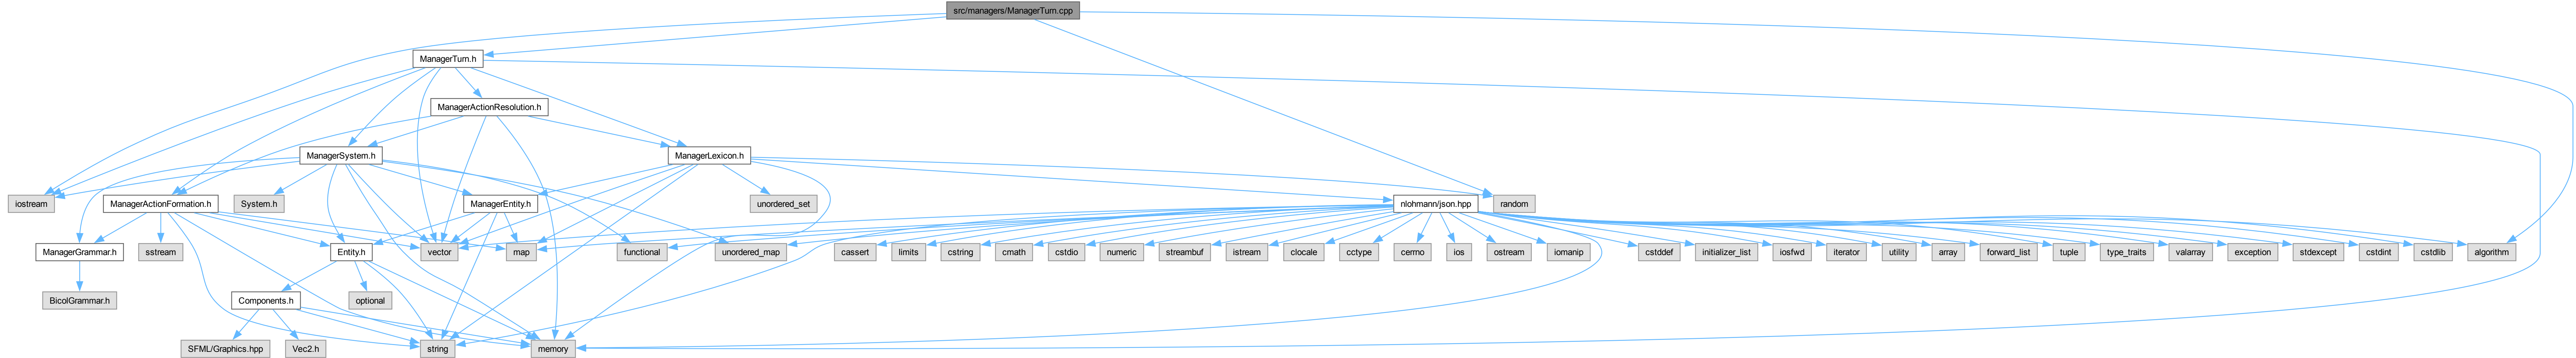 src/managers/ManagerTurn.cpp
ManagerTurn.h
ManagerActionResolution.h
ManagerSystem.h
ManagerLexicon.h
iostream
ManagerActionFormation.h
System.h
ManagerEntity.h
unordered_set
nlohmann/json.hpp
random
ManagerGrammar.h
sstream
Entity.h
vector
map
functional
unordered_map
cassert
limits
cstring
cmath
cstdio
numeric
streambuf
istream
clocale
cctype
cerrno
ios
ostream
iomanip
cstddef
initializer_list
iosfwd
iterator
utility
array
forward_list
tuple
type_traits
valarray
exception
stdexcept
cstdint
cstdlib
algorithm
BicolGrammar.h
Components.h
optional
SFML/Graphics.hpp
Vec2.h
string
memory